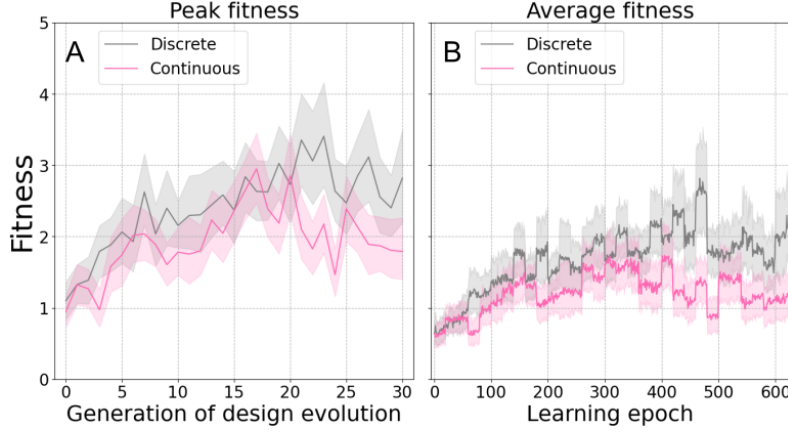 Peak fitness
A
Discrete
Continuous
Fitness
5
4
3
2
1
0
0 5 10 15 20 25 30
Generation of design evolution
Average fitness
B
Discrete
Continuous
0 100 200 300 400 500 600
Learning epoch